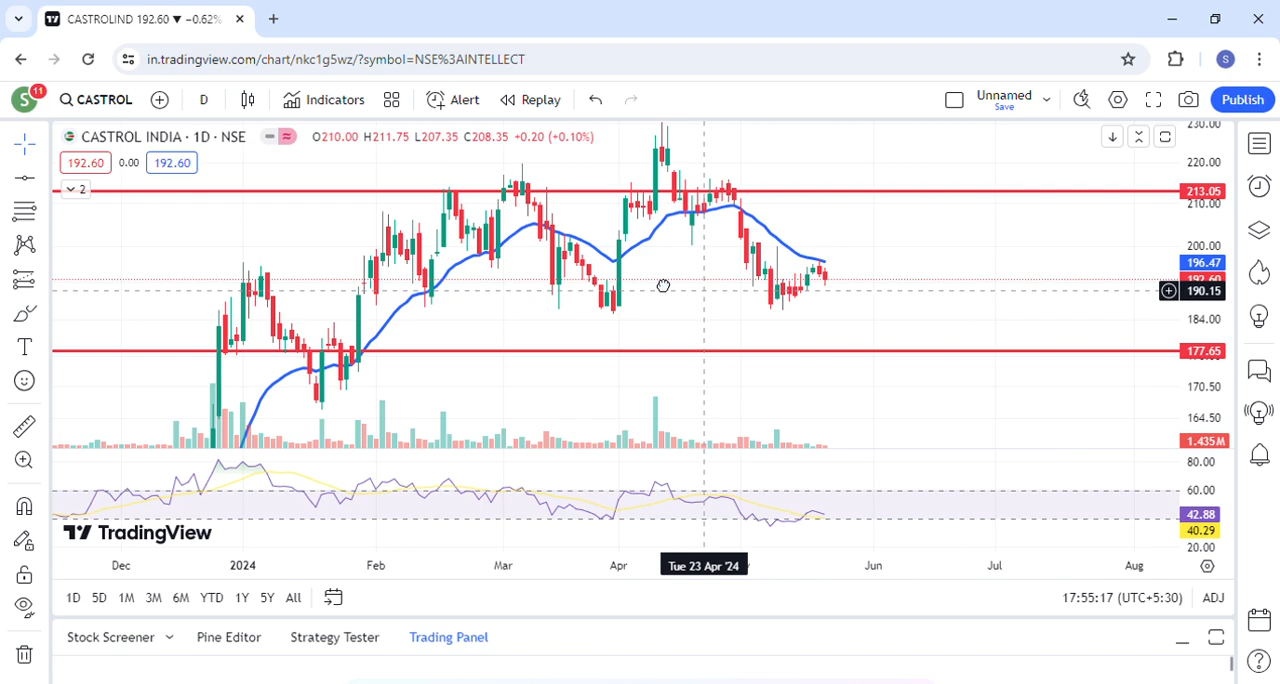 CASTROLIND 192.60 ▼ −0.62%
in.tradingview.com/chart/nkc1g5wz/?symbol=NSE%3AINTELLECT
S
S 11 CASTROL D Indicators Alert Replay Unnamed Save Publish
CASTROL INDIA · 1D · NSE O210.00 H211.75 L207.35 C208.35 +0.20 (+0.10%)
192.60 0.00 192.60
2
230.00
220.00
213.05
210.00
200.00
196.47
192.60
190.15
184.00
177.65
170.50
164.50
1.435M
80.00
60.00
42.88
40.29
20.00
TradingView
Dec 2024 Feb Mar Apr Tue 23 Apr '24 Jun Jul Aug
1D 5D 1M 3M 6M YTD 1Y 5Y All 17:55:17 (UTC+5:30) ADJ
Stock Screener Pine Editor Strategy Tester Trading Panel